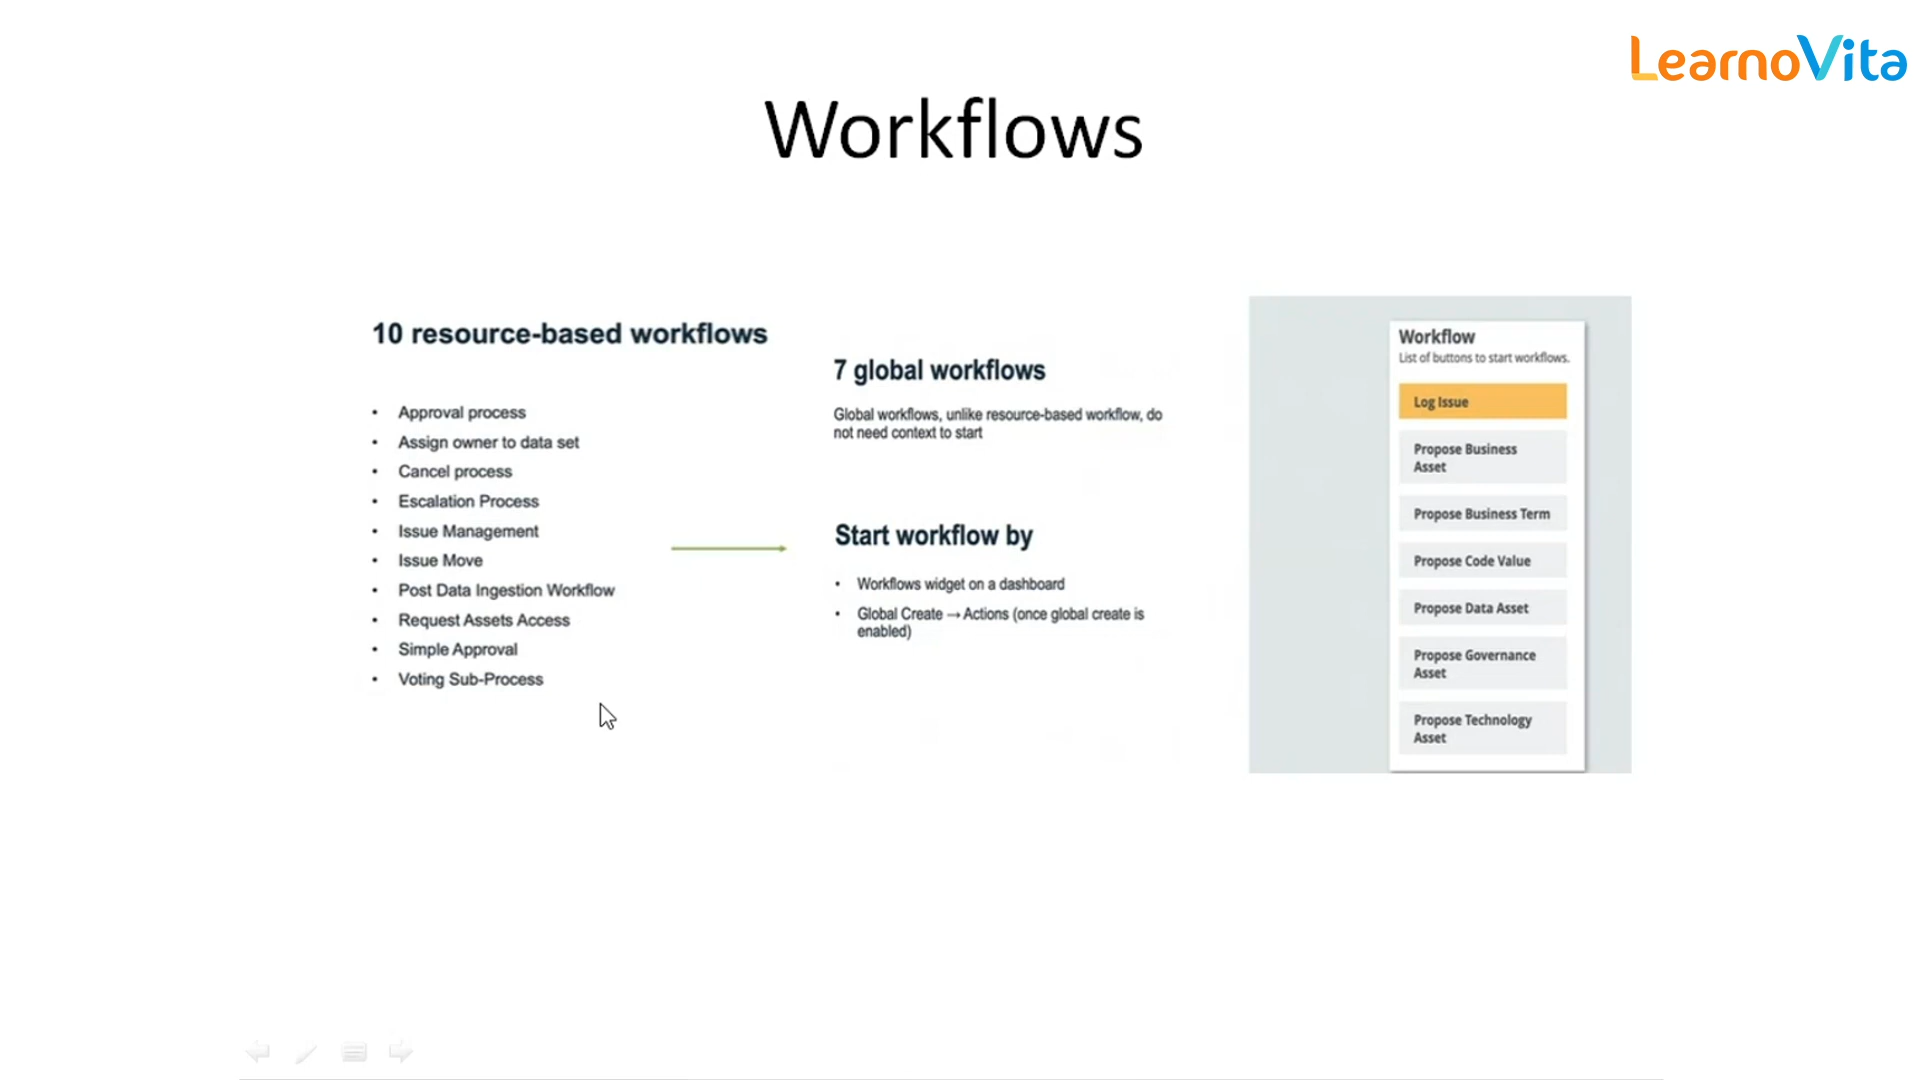 LearnoVita
Workflows
10 resource-based workflows
• Approval process
• Assign owner to data set
• Cancel process
• Escalation Process
• Issue Management
• Issue Move
• Post Data Ingestion Workflow
• Request Assets Access
• Simple Approval
• Voting Sub-Process
7 global workflows
Global workflows, unlike resource-based workflow, do
not need context to start
Start workflow by
• Workflows widget on a dashboard
• Global Create → Actions (once global create is
enabled)
Workflow
List of buttons to start workflows.
Log Issue
Propose Business
Asset
Propose Business Term
Propose Code Value
Propose Data Asset
Propose Governance
Asset
Propose Technology
Asset